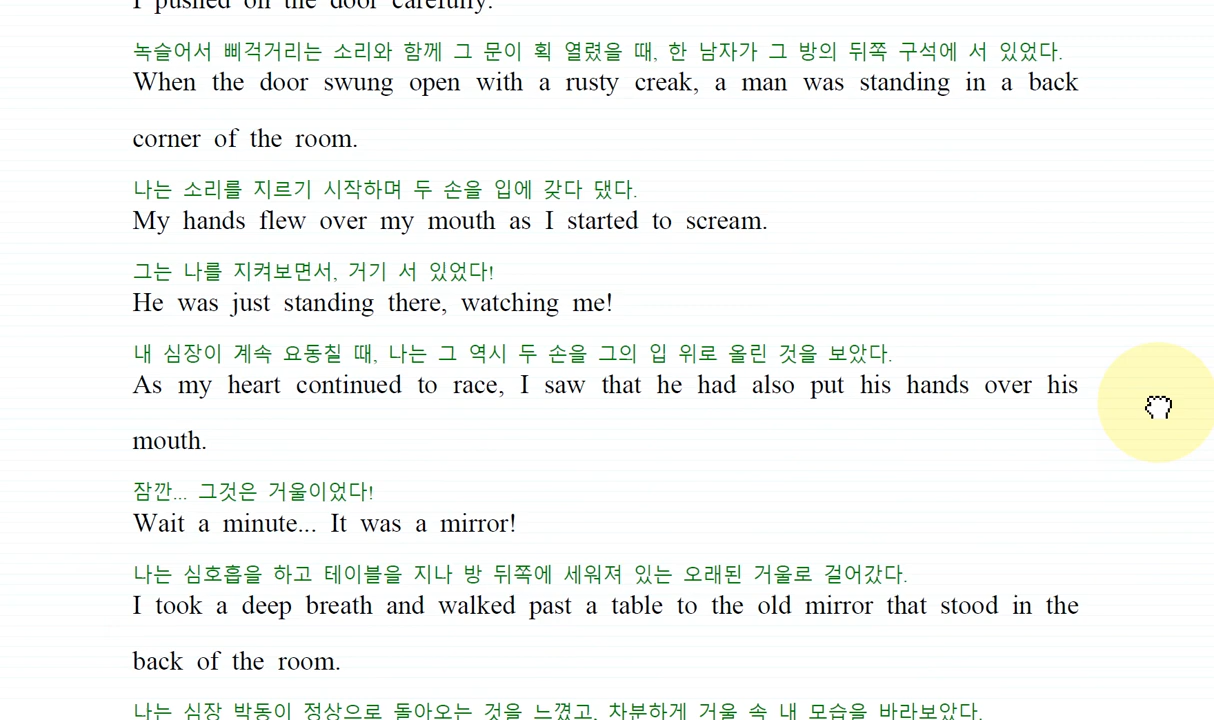 I pushed on the door carefully.
녹슬어서 삐걱거리는 소리와 함께 그 문이 획 열렸을 때, 한 남자가 그 방의 뒤쪽 구석에 서 있었다.
When the door swung open with a rusty creak, a man was standing in a back
corner of the room.
나는 소리를 지르기 시작하며 두 손을 입에 갖다 댔다.
My hands flew over my mouth as I started to scream.
그는 나를 지켜보면서, 거기 서 있었다!
He was just standing there, watching me!
내 심장이 계속 요동칠 때, 나는 그 역시 두 손을 그의 입 위로 올린 것을 보았다.
As my heart continued to race, I saw that he had also put his hands over his
mouth.
잠깐... 그것은 거울이었다!
Wait a minute... It was a mirror!
나는 심호흡을 하고 테이블을 지나 방 뒤쪽에 세워져 있는 오래된 거울로 걸어갔다.
I took a deep breath and walked past a table to the old mirror that stood in the
back of the room.
나는 심장 박동이 정상으로 돌아오는 것을 느꼈고, 차분하게 거울 속 내 모습을 바라보았다.